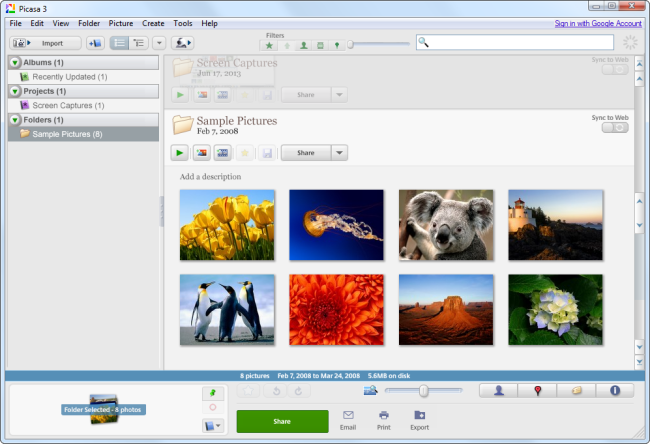 Picasa 3
File Edit View Folder Picture Create Tools Help
Sign in with Google Account
Import
Filters
Albums (1)
Recently Updated (1)
Projects (1)
Screen Captures (1)
Folders (1)
Sample Pictures (8)
Screen Captures
Jun 17, 2013
Sync to Web
Share
Sample Pictures
Feb 7, 2008
Sync to Web
Share
Add a description
8 pictures Feb 7, 2008 to Mar 24, 2008 5.6MB on disk
Folder Selected - 8 photos
Share
Email
Print
Export